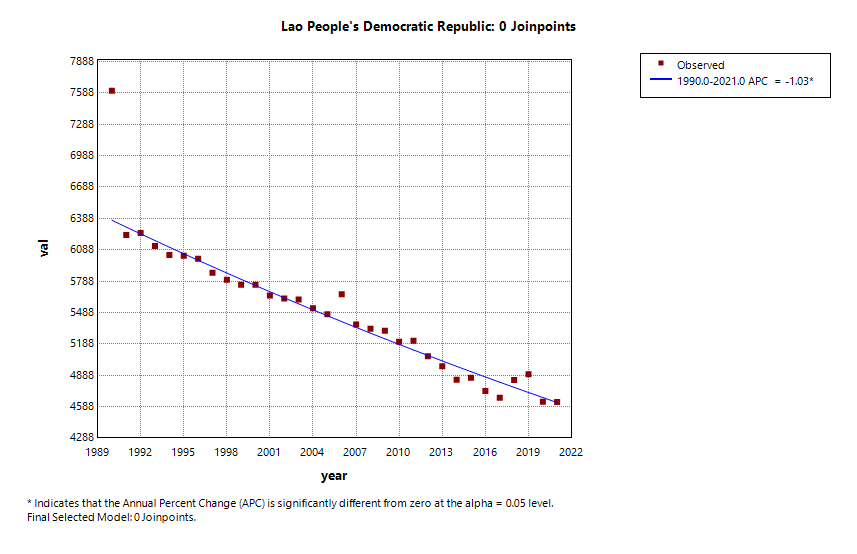 Lao People's Democratic Republic: 0 Joinpoints
7888
7588
7288
6988
6688
6388
6088
5788
5488
5188
4888
4588
4288
val
1989 1992 1995 1998 2001 2004 2007 2010 2013 2016 2019 2022
year
Observed
1990.0-2021.0 APC = -1.03*
* Indicates that the Annual Percent Change (APC) is significantly different from zero at the alpha = 0.05 level.
Final Selected Model: 0 Joinpoints.